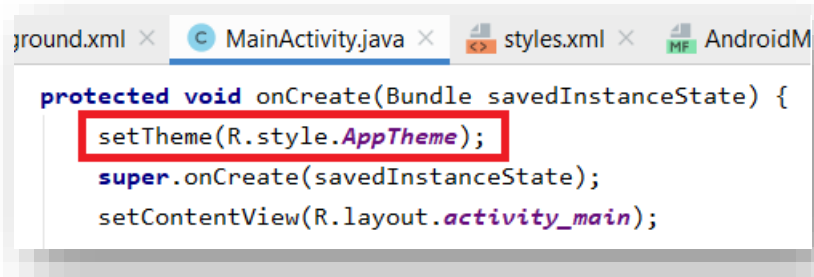 ground.xml × C MainActivity.java × <> styles.xml × MF AndroidM
protected void onCreate(Bundle savedInstanceState) {
setTheme(R.style.AppTheme);
super.onCreate(savedInstanceState);
setContentView(R.layout.activity_main);